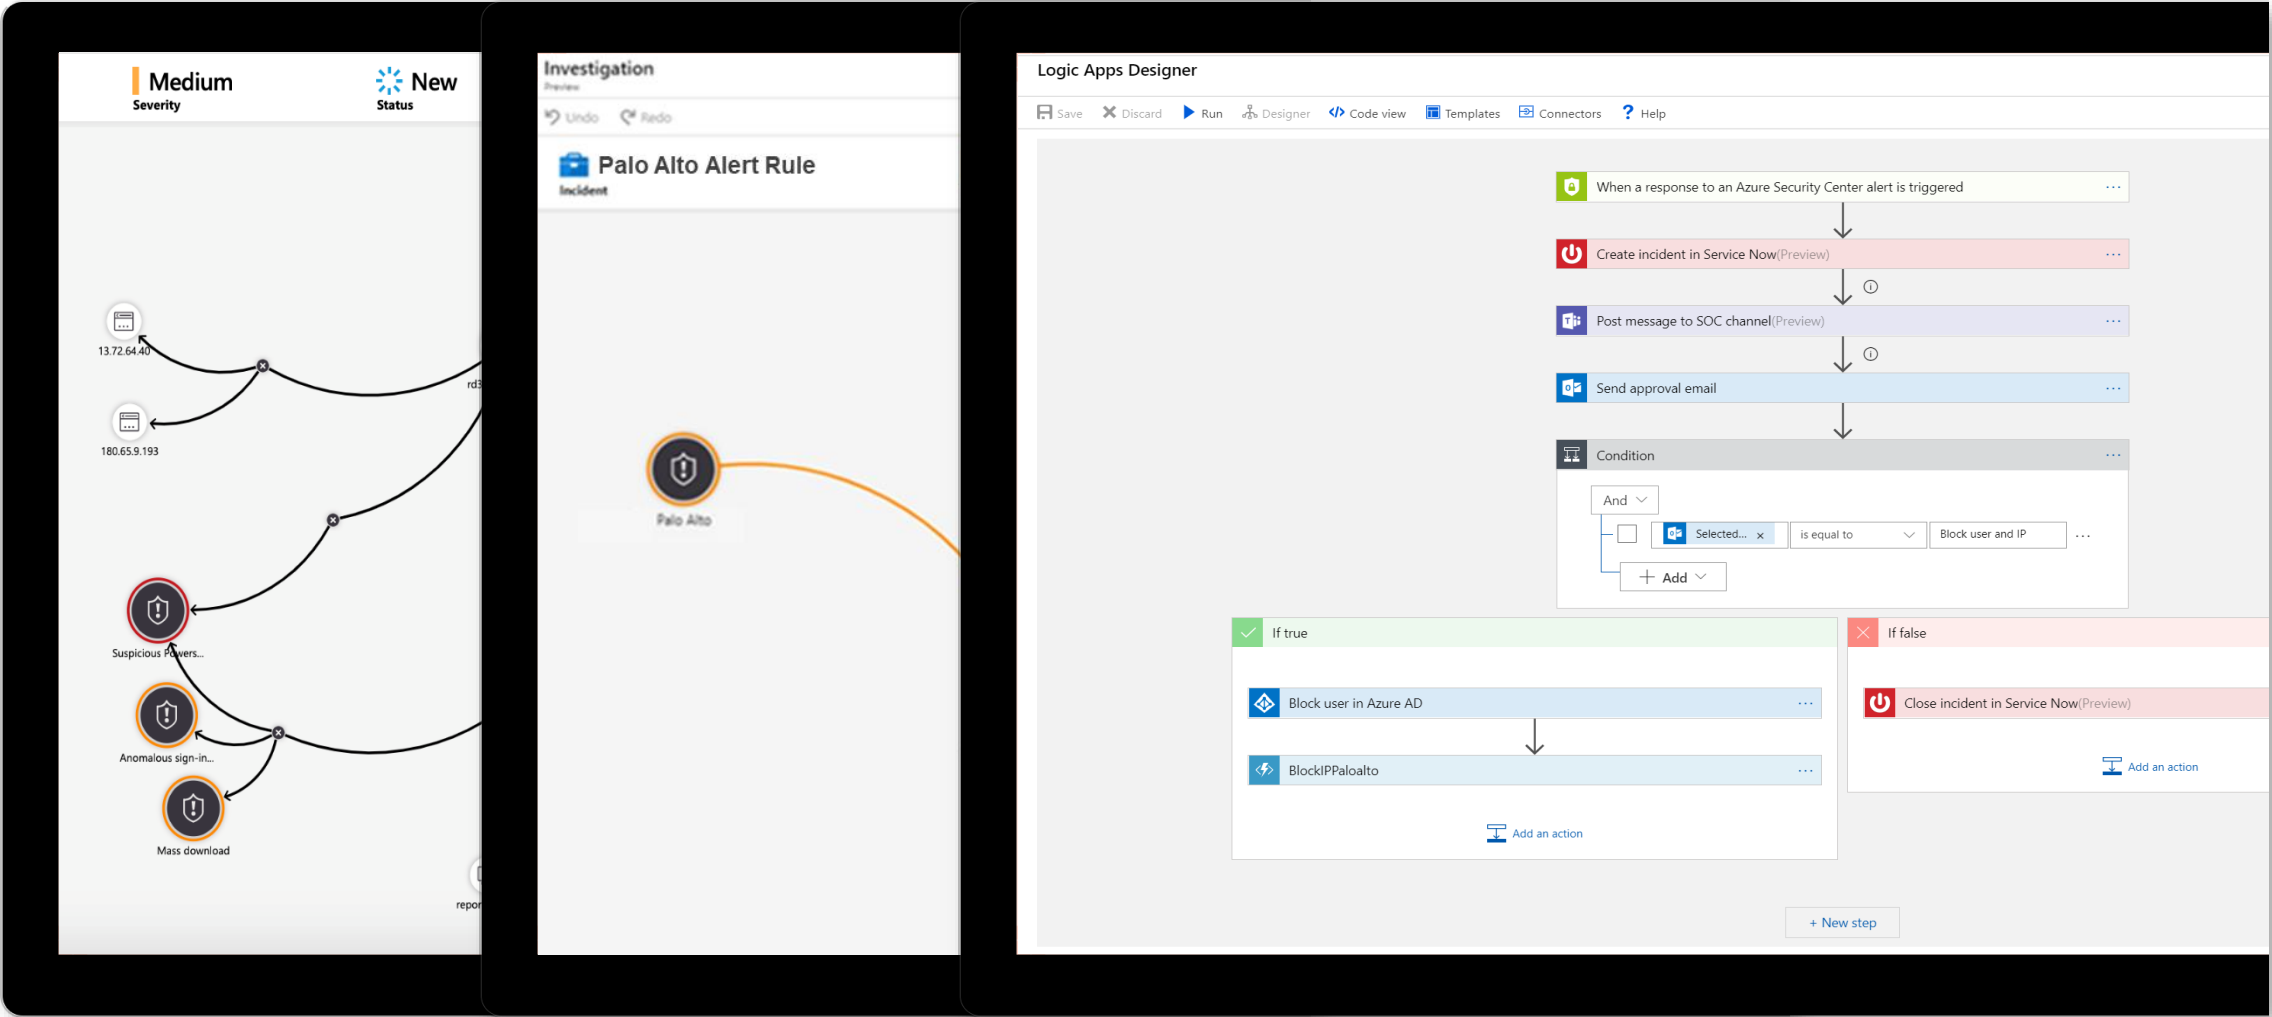 Medium
Severity
New
Status
13.72.64.40
180.65.9.193
rd3
Suspicious Powers...
Anomalous sign-in...
Mass download
repor
Investigation
Preview
Undo
Redo
Palo Alto Alert Rule
Incident
Palo Alto
Logic Apps Designer
Save
Discard
Run
Designer
Code view
Templates
Connectors
Help
When a response to an Azure Security Center alert is triggered
Create incident in Service Now(Preview)
Post message to SOC channel(Preview)
Send approval email
Condition
And
Selected... × is equal to Block user and IP
+ Add
If true
Block user in Azure AD
BlockIPPaloalto
Add an action
If false
Close incident in Service Now(Preview)
Add an action
+ New step